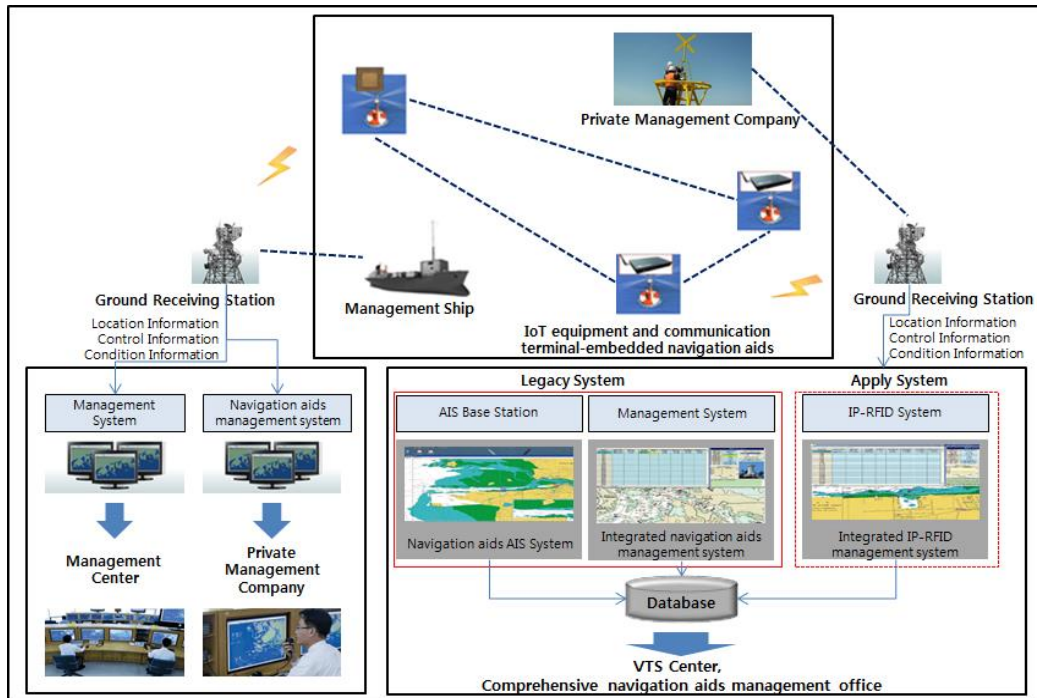 Private Management Company
Management Ship
IoT equipment and communication
terminal-embedded navigation aids
Ground Receiving Station
Location Information
Control Information
Condition Information
Ground Receiving Station
Location Information
Control Information
Condition Information
Management
System
Navigation aids
management system
Management
Center
Private
Management
Company
Legacy System
Apply System
AIS Base Station
Management System
IP-RFID System
Navigation aids AIS System
Integrated navigation aids
management system
Integrated IP-RFID
management system
Database
VTS Center,
Comprehensive navigation aids management office